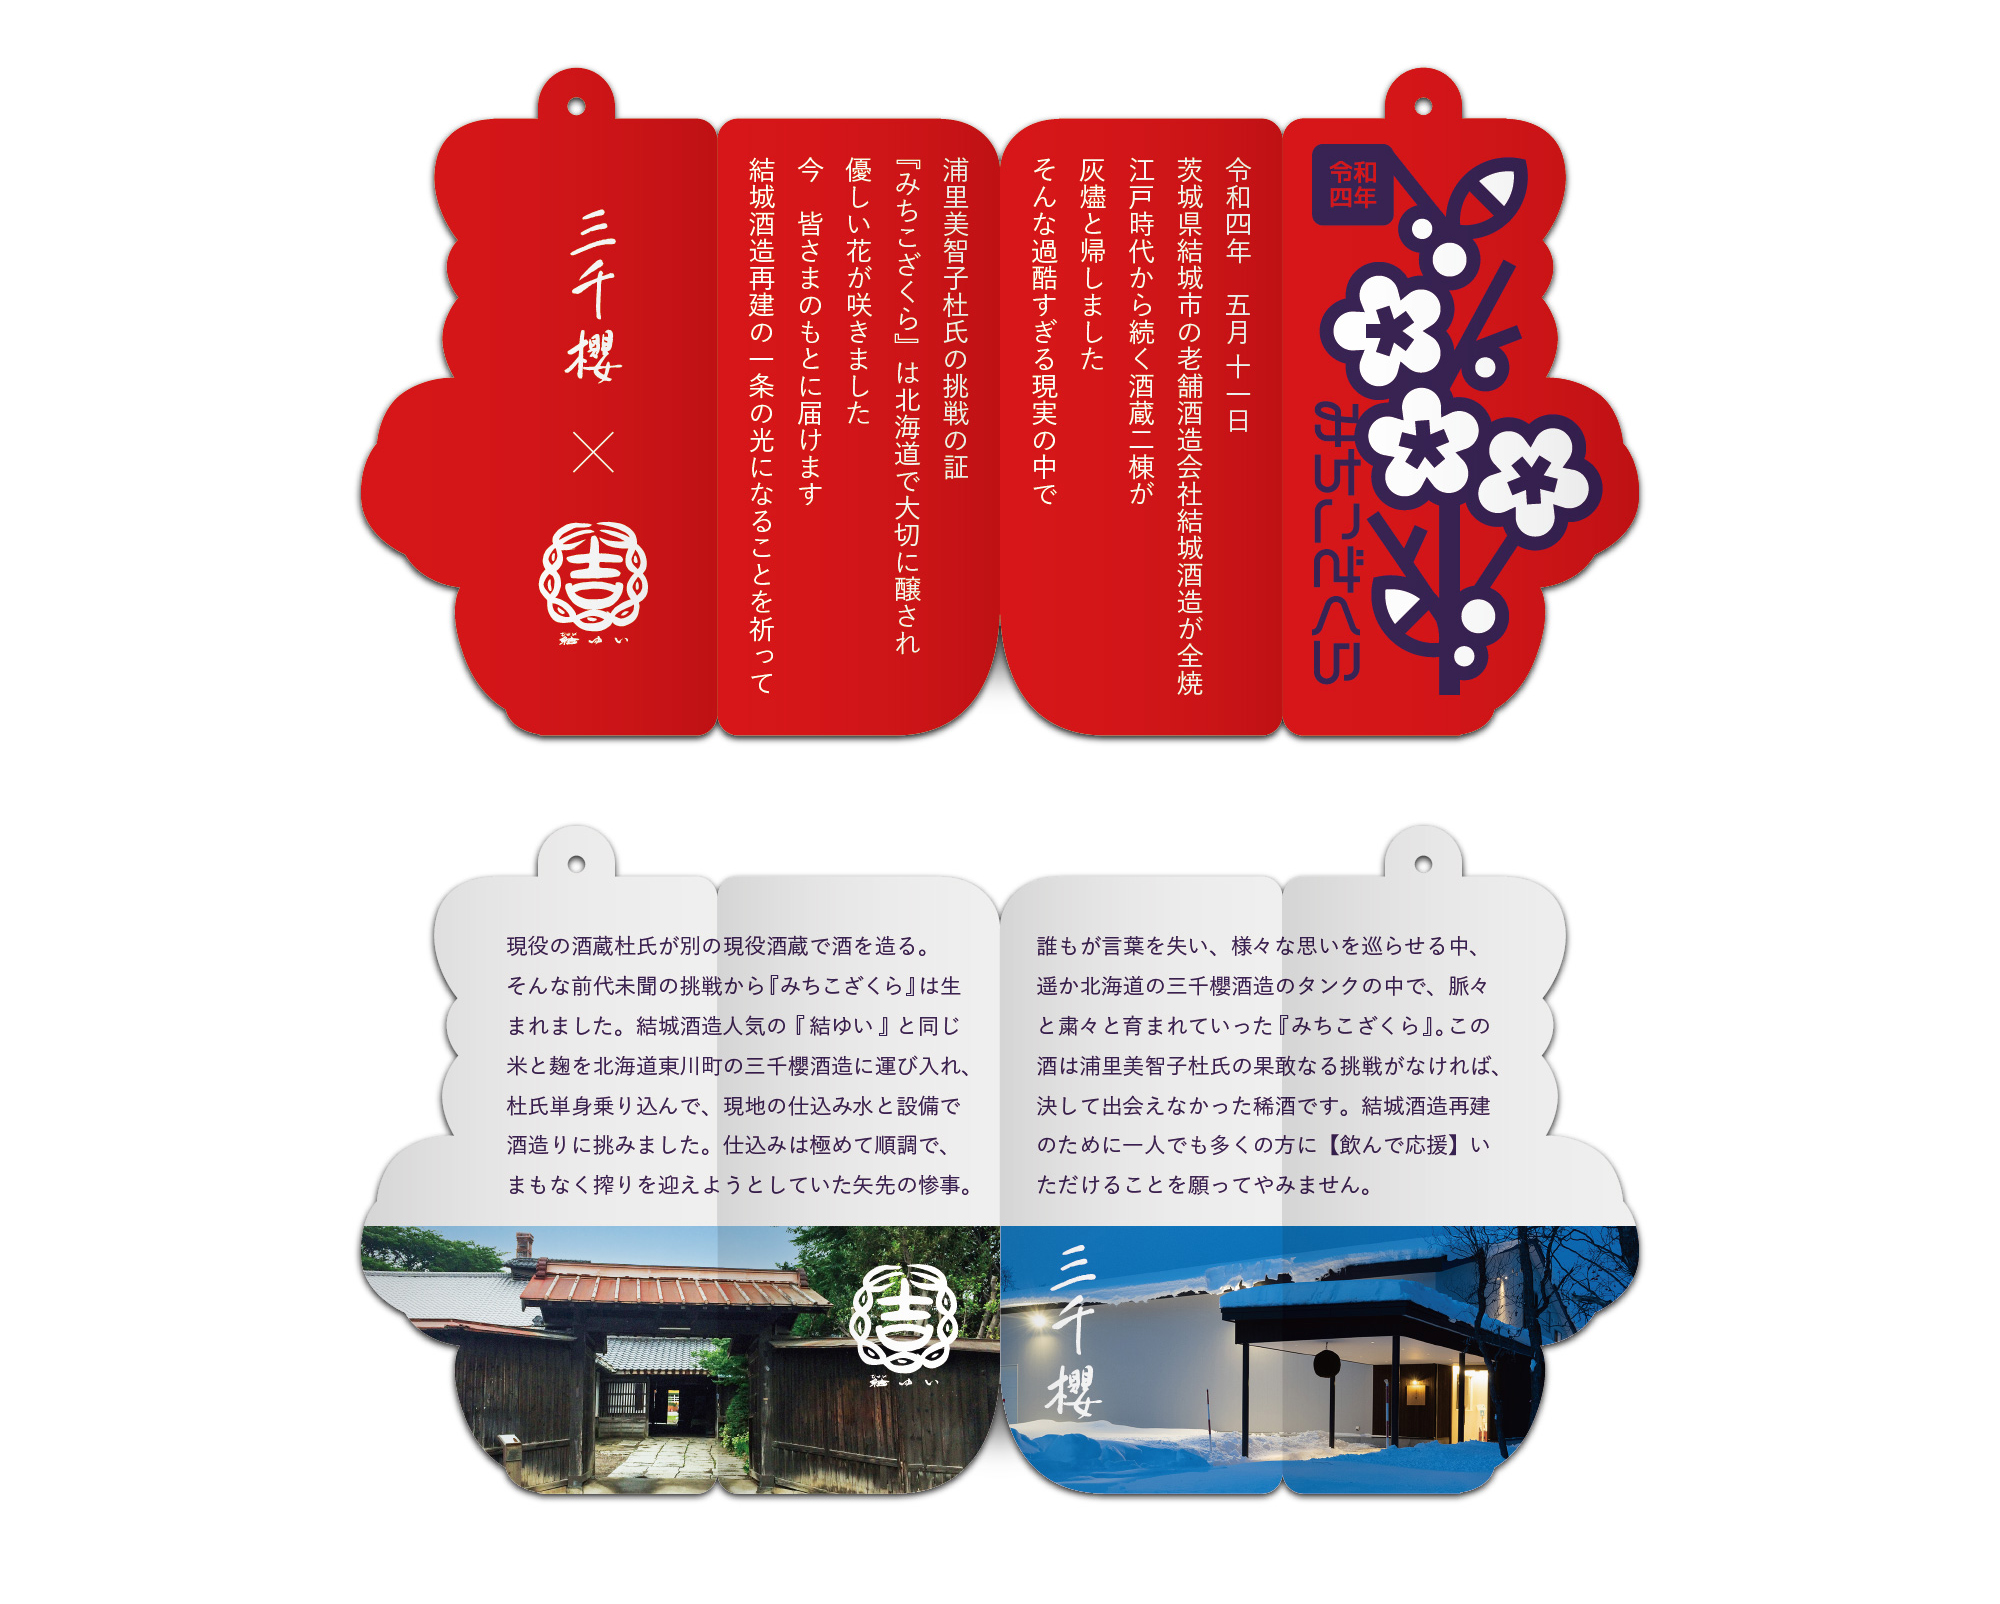 令和
四年
みちこざくら
令和四年　五月十一日
茨城県結城市の老舗酒造会社結城酒造が全焼
江戸時代から続く酒蔵二棟が
灰燼と帰しました
そんな過酷すぎる現実の中で
浦里美智子杜氏の挑戦の証
『みちこざくら』は北海道で大切に醸され
優しい花が咲きました
今　皆さまのもとに届けます
結城酒造再建の一条の光になることを祈って
三千櫻
×
吉
結ゆい
現役の酒蔵杜氏が別の現役酒蔵で酒を造る。
そんな前代未聞の挑戦から『みちこざくら』は生
まれました。結城酒造人気の『結ゆい』と同じ
米と麹を北海道東川町の三千櫻酒造に運び入れ、
杜氏単身乗り込んで、現地の仕込み水と設備で
酒造りに挑みました。仕込みは極めて順調で、
まもなく搾りを迎えようとしていた矢先の惨事。
誰もが言葉を失い、様々な思いを巡らせる中、
遥か北海道の三千櫻酒造のタンクの中で、脈々
と粛々と育まれていった『みちこざくら』。この
酒は浦里美智子杜氏の果敢なる挑戦がなければ、
決して出会えなかった稀酒です。結城酒造再建
のために一人でも多くの方に【飲んで応援】い
ただけることを願ってやみません。
吉
結ゆい
三千櫻